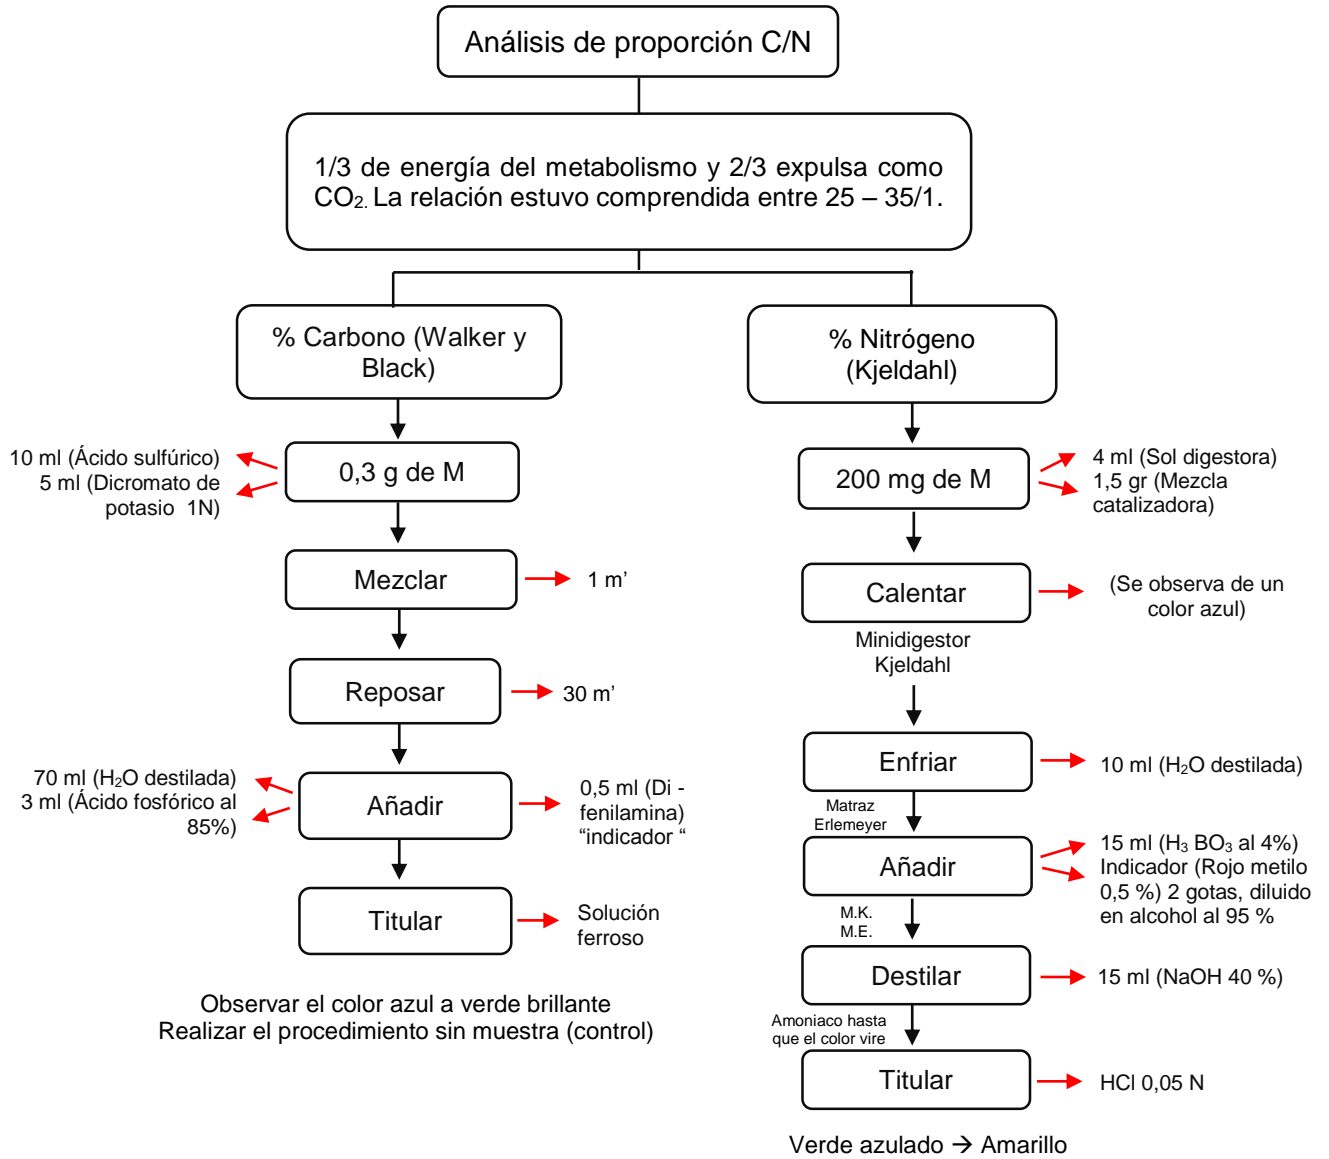 Análisis de proporción C/N
1/3 de energía del metabolismo y 2/3 expulsa como
CO₂. La relación estuvo comprendida entre 25 – 35/1.
% Carbono (Walker y
Black)
10 ml (Ácido sulfúrico)
5 ml (Dicromato de
potasio 1N)
0,3 g de M
Mezclar
1 m’
Reposar
30 m’
70 ml (H₂O destilada)
3 ml (Ácido fosfórico al
85%)
Añadir
0,5 ml (Di -
fenilamina)
“indicador “
Titular
Solución
ferroso
Observar el color azul a verde brillante
Realizar el procedimiento sin muestra (control)
% Nitrógeno
(Kjeldahl)
200 mg de M
4 ml (Sol digestora)
1,5 gr (Mezcla
catalizadora)
Calentar
(Se observa de un
color azul)
Minidigestor
Kjeldahl
Enfriar
10 ml (H₂O destilada)
Matraz
Erlemeyer
Añadir
15 ml (H₃ BO₃ al 4%)
Indicador (Rojo metilo
0,5 %) 2 gotas, diluido
en alcohol al 95 %
M.K.
M.E.
Destilar
15 ml (NaOH 40 %)
Amoniaco hasta
que el color vire
Titular
HCl 0,05 N
Verde azulado → Amarillo